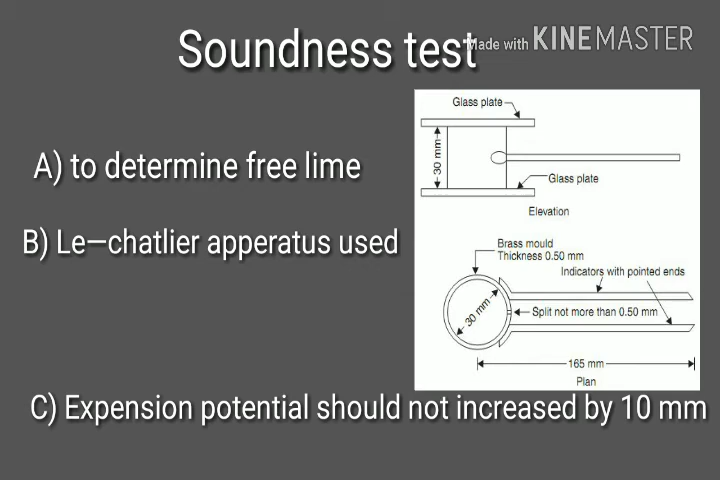 Soundness test
Made with KINEMASTER
A) to determine free lime
B) Le—chatlier apperatus used
Glass plate
30 mm
Glass plate
Elevation
Brass mould
Thickness 0.50 mm
Indicators with pointed ends
30 mm
Split not more than 0.50 mm
165 mm
Plan
C) Expension potential should not increased by 10 mm